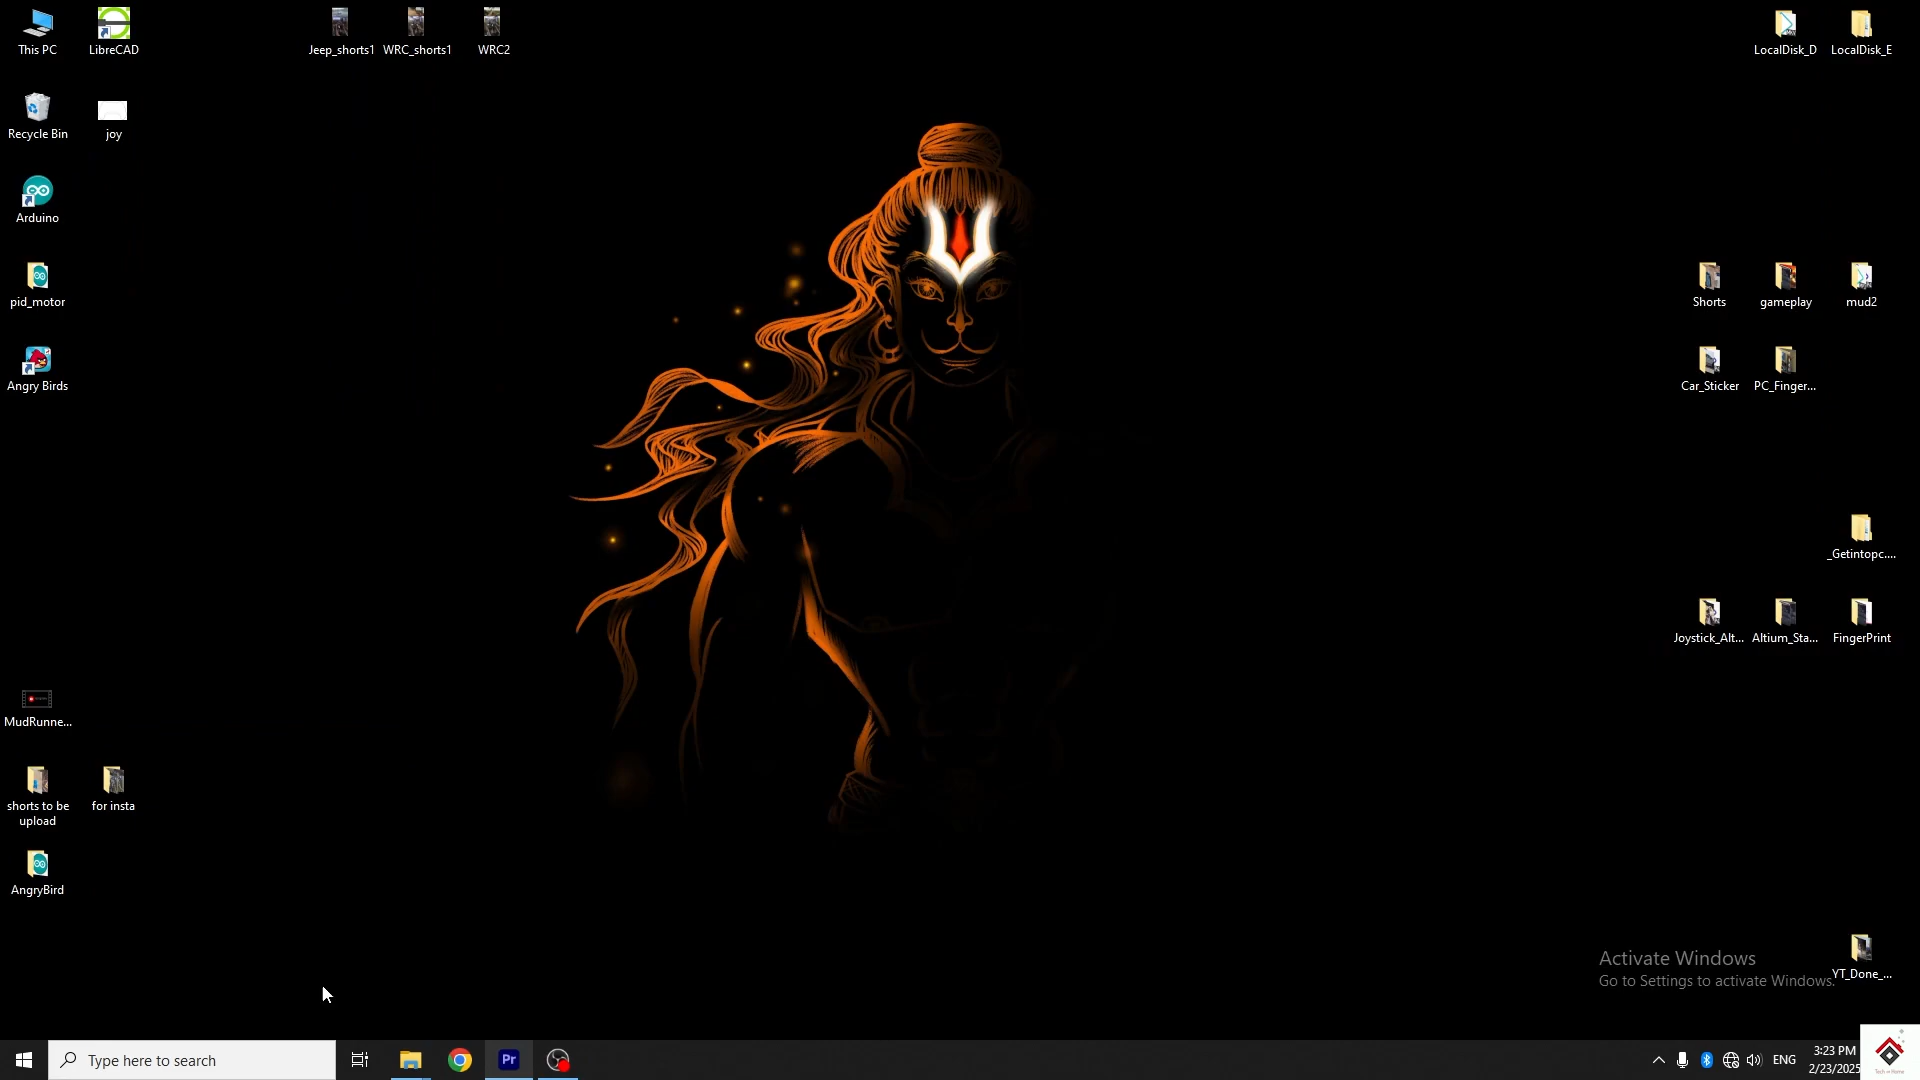 This PC
LibreCAD
Jeep_shorts1
WRC_shorts1
WRC2
LocalDisk_D
LocalDisk_E
Recycle Bin
joy
Arduino
pid_motor
Shorts
gameplay
mud2
Angry Birds
Car_Sticker
PC_Finger...
_Getintopc....
Joystick_Alt...
Altium_Sta...
FingerPrint
MudRunne...
shorts to be
upload
for insta
AngryBird
Activate Windows
Go to Settings to activate Windows.
YT_Done_...
Type here to search
Pr
ENG
3:23 PM
2/23/2025